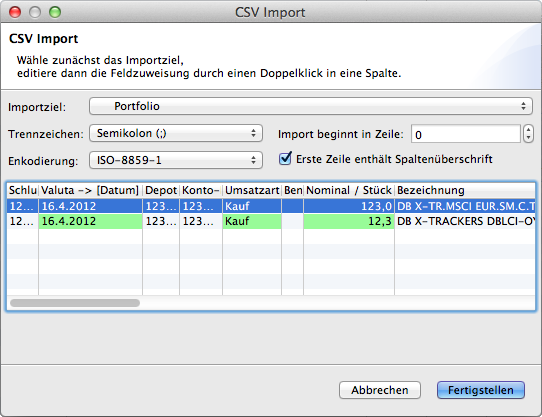 CSV Import
CSV Import
Wähle zunächst das Importziel,
editiere dann die Feldzuweisung durch einen Doppelklick in eine Spalte.
Importziel: Portfolio
Trennzeichen: Semikolon (;) Import beginnt in Zeile: 0
Enkodierung: ISO-8859-1 Erste Zeile enthält Spaltenüberschrift
Schlu Valuta -> [Datum] Depot Konto- Umsatzart Ben Nominal / Stück Bezeichnung
12... 16.4.2012 123... 123... Kauf 123,0 DB X-TR.MSCI EUR.SM.C.T
12... 16.4.2012 123... 123... Kauf 12,3 DB X-TRACKERS DBLCI-OY
Abbrechen Fertigstellen